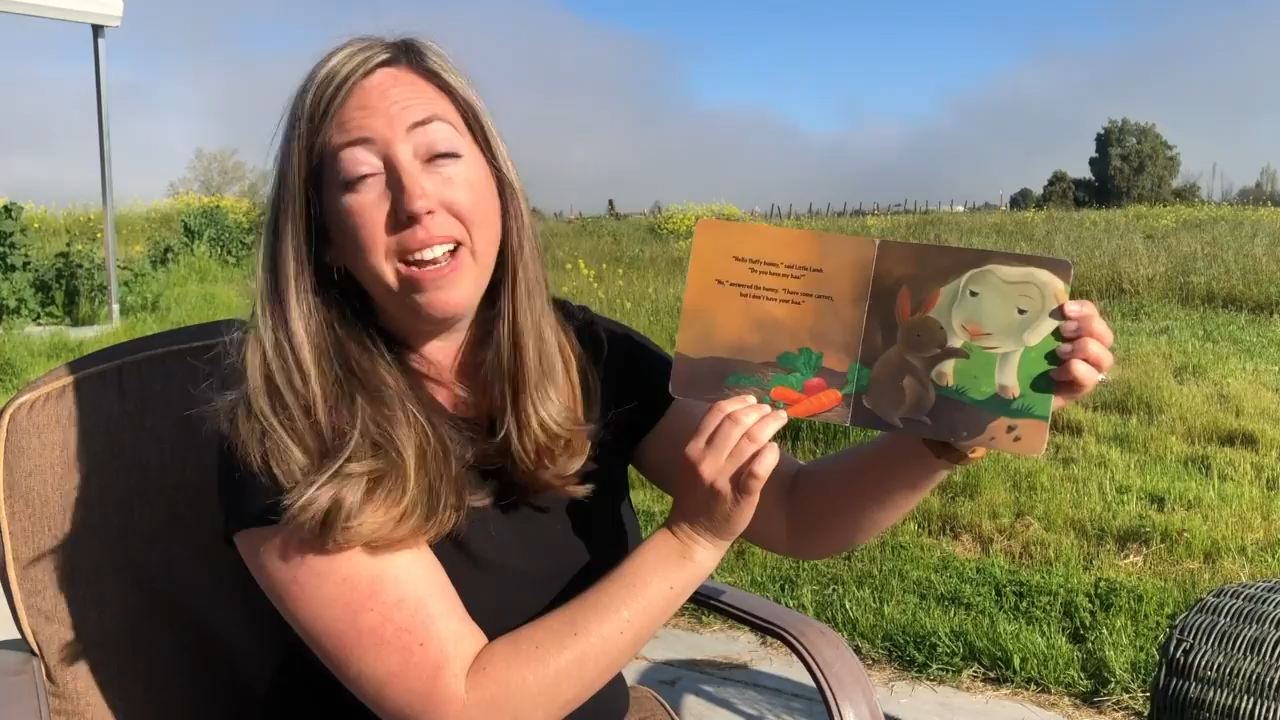 "Hello fluffy bunny," said Little Lamb.
"Do you have my baa?"
"No," answered the bunny. "I have some carrots,
but I don't have your baa."